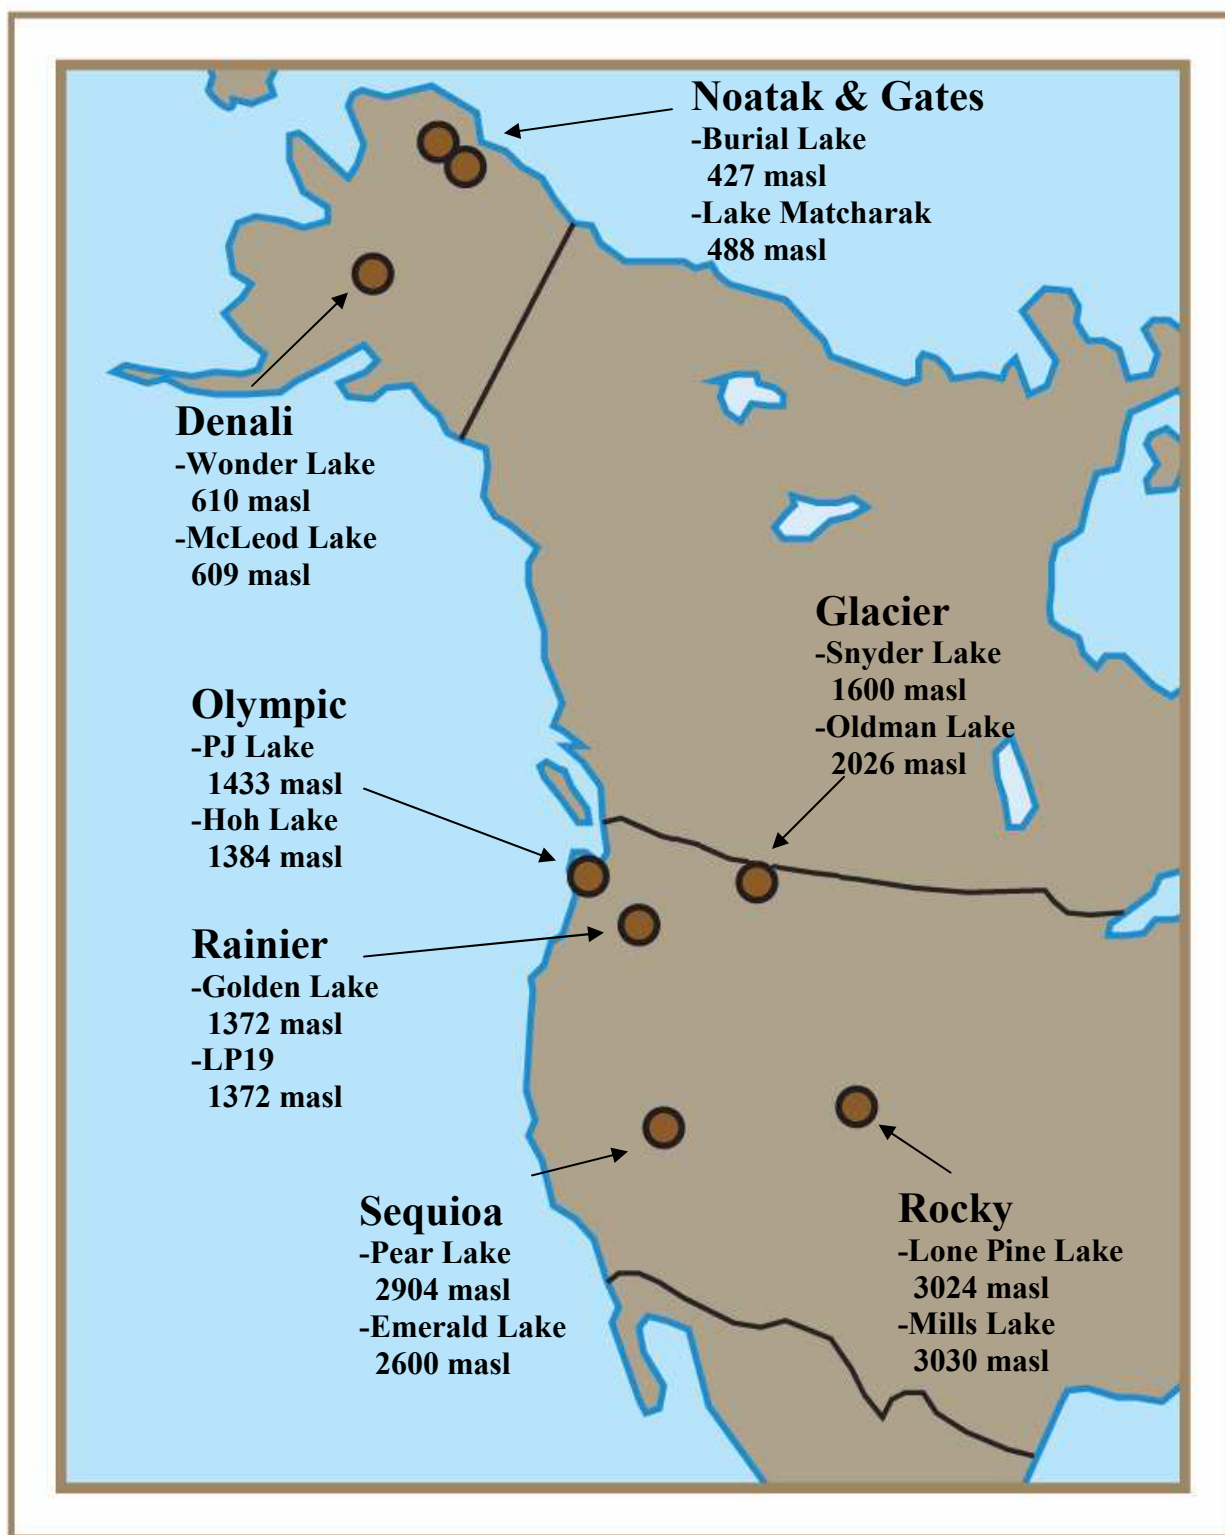 Noatak & Gates
-Burial Lake
427 masl
-Lake Matcharak
488 masl
Denali
-Wonder Lake
610 masl
-McLeod Lake
609 masl
Glacier
-Snyder Lake
1600 masl
-Oldman Lake
2026 masl
Olympic
-PJ Lake
1433 masl
-Hoh Lake
1384 masl
Rainier
-Golden Lake
1372 masl
-LP19
1372 masl
Sequioa
-Pear Lake
2904 masl
-Emerald Lake
2600 masl
Rocky
-Lone Pine Lake
3024 masl
-Mills Lake
3030 masl